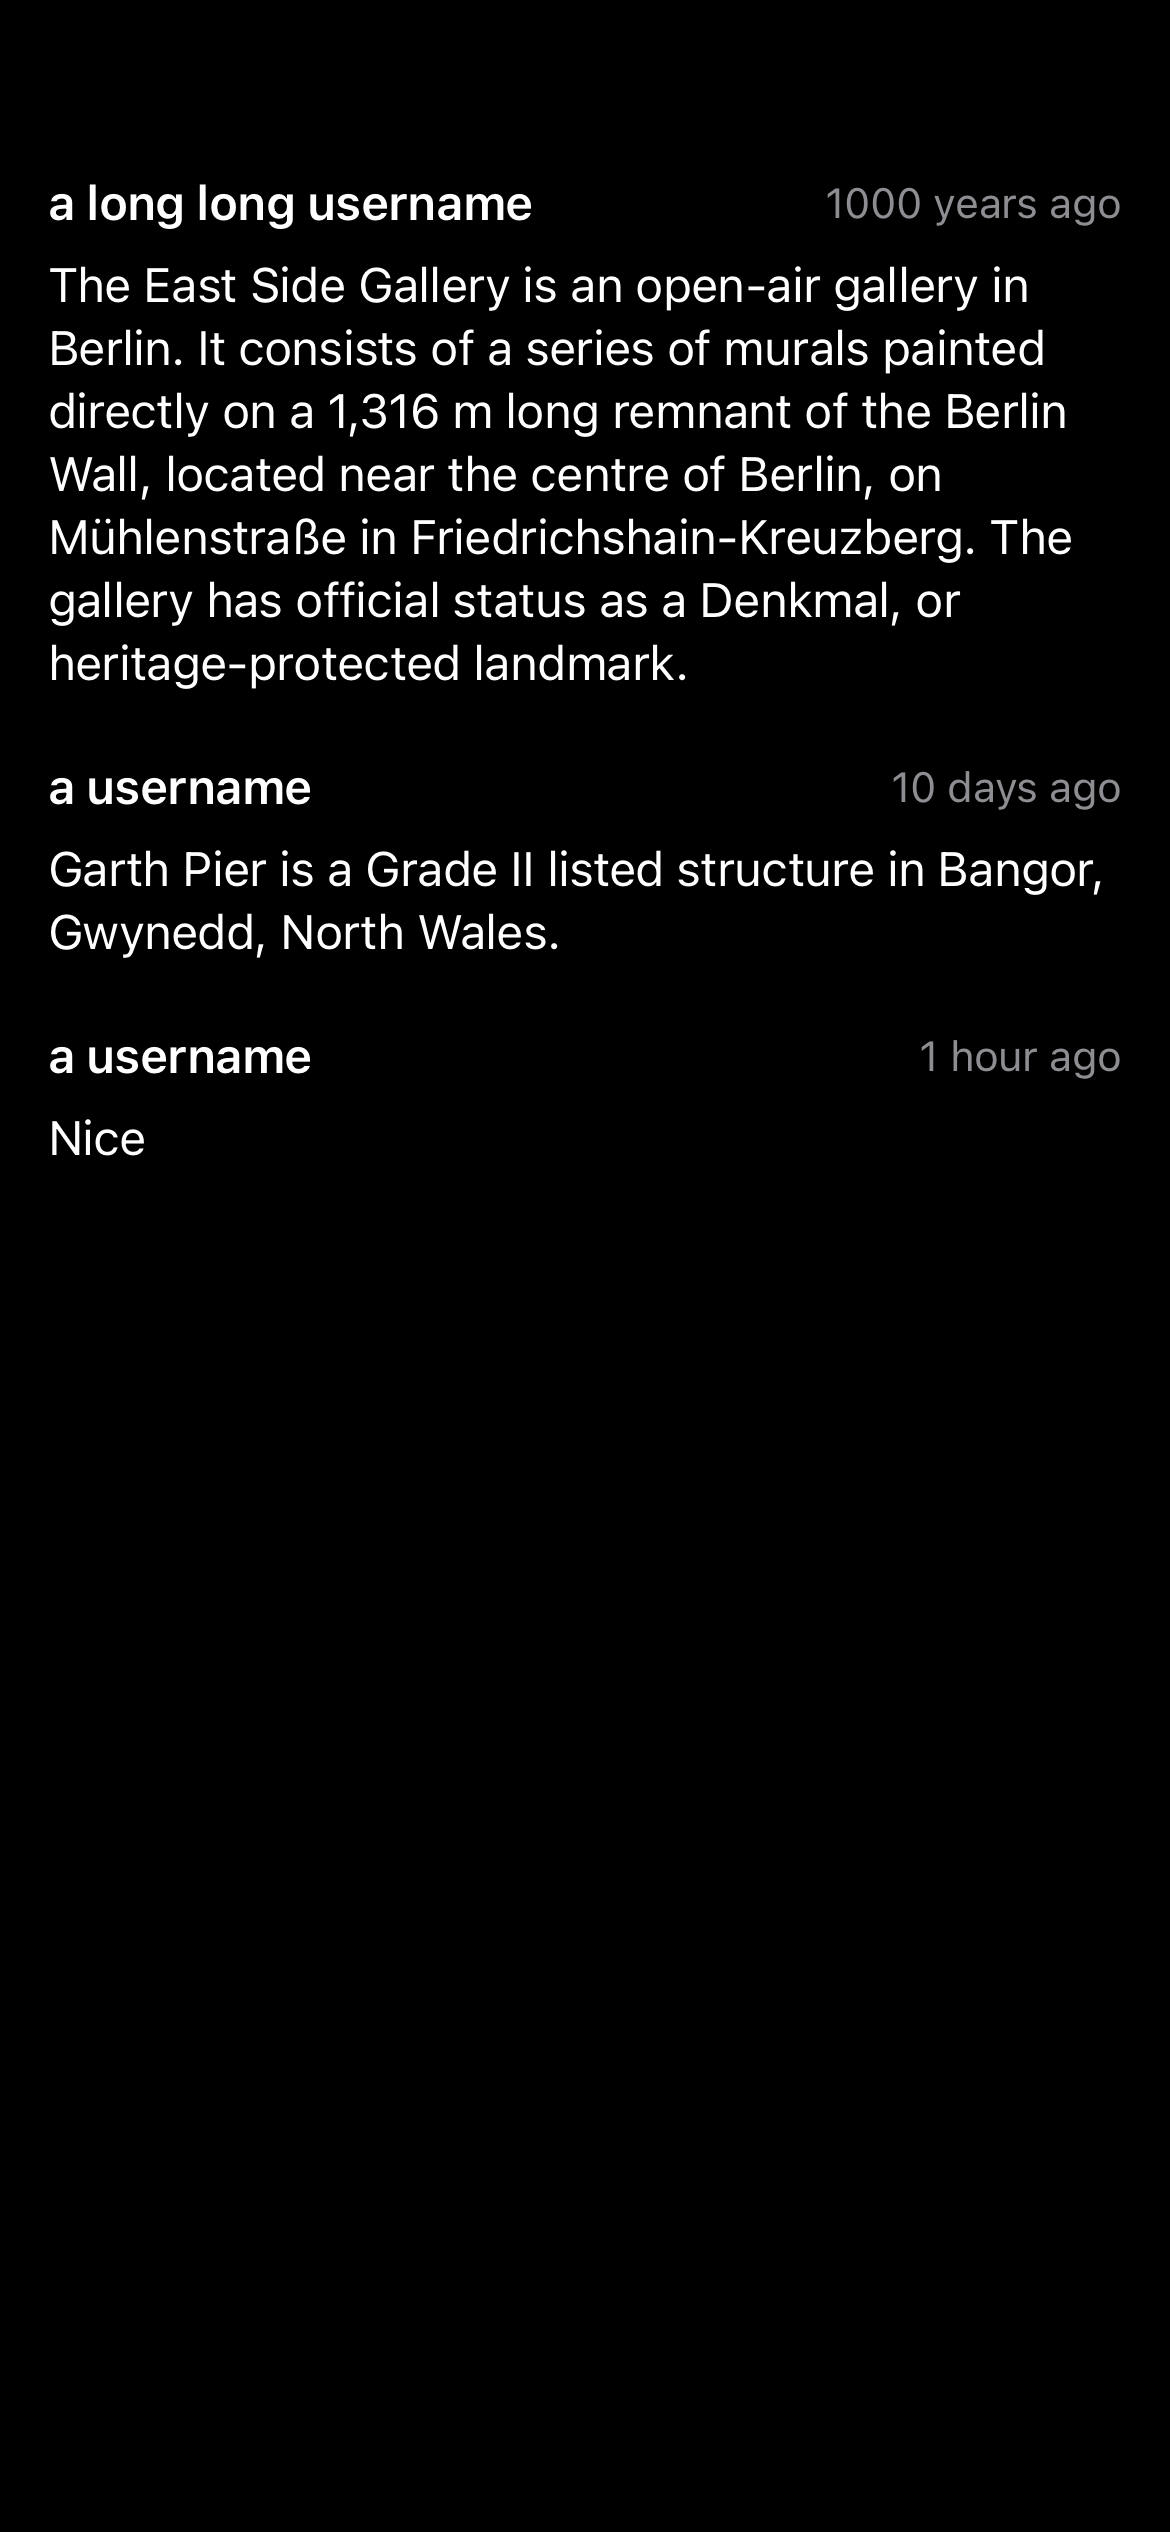 a long long username 1000 years ago
The East Side Gallery is an open-air gallery in
Berlin. It consists of a series of murals painted
directly on a 1,316 m long remnant of the Berlin
Wall, located near the centre of Berlin, on
Mühlenstraße in Friedrichshain-Kreuzberg. The
gallery has official status as a Denkmal, or
heritage-protected landmark.
a username 10 days ago
Garth Pier is a Grade II listed structure in Bangor,
Gwynedd, North Wales.
a username 1 hour ago
Nice